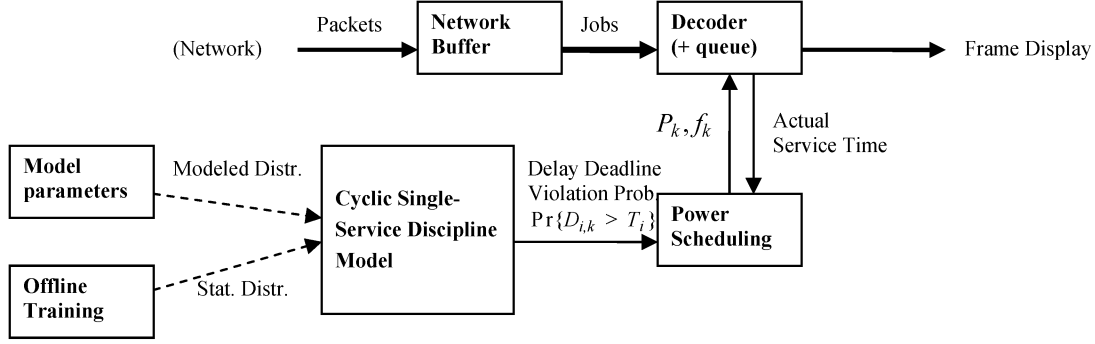 (Network)
Packets
Network
Buffer
Jobs
Decoder
(+ queue)
Frame Display
P_k, f_k
Actual
Service Time
Model
parameters
Modeled Distr.
Offline
Training
Stat. Distr.
Cyclic Single-
Service Discipline
Model
Delay Deadline
Violation Prob.
Pr{D_{i,k} > T_i}
Power
Scheduling